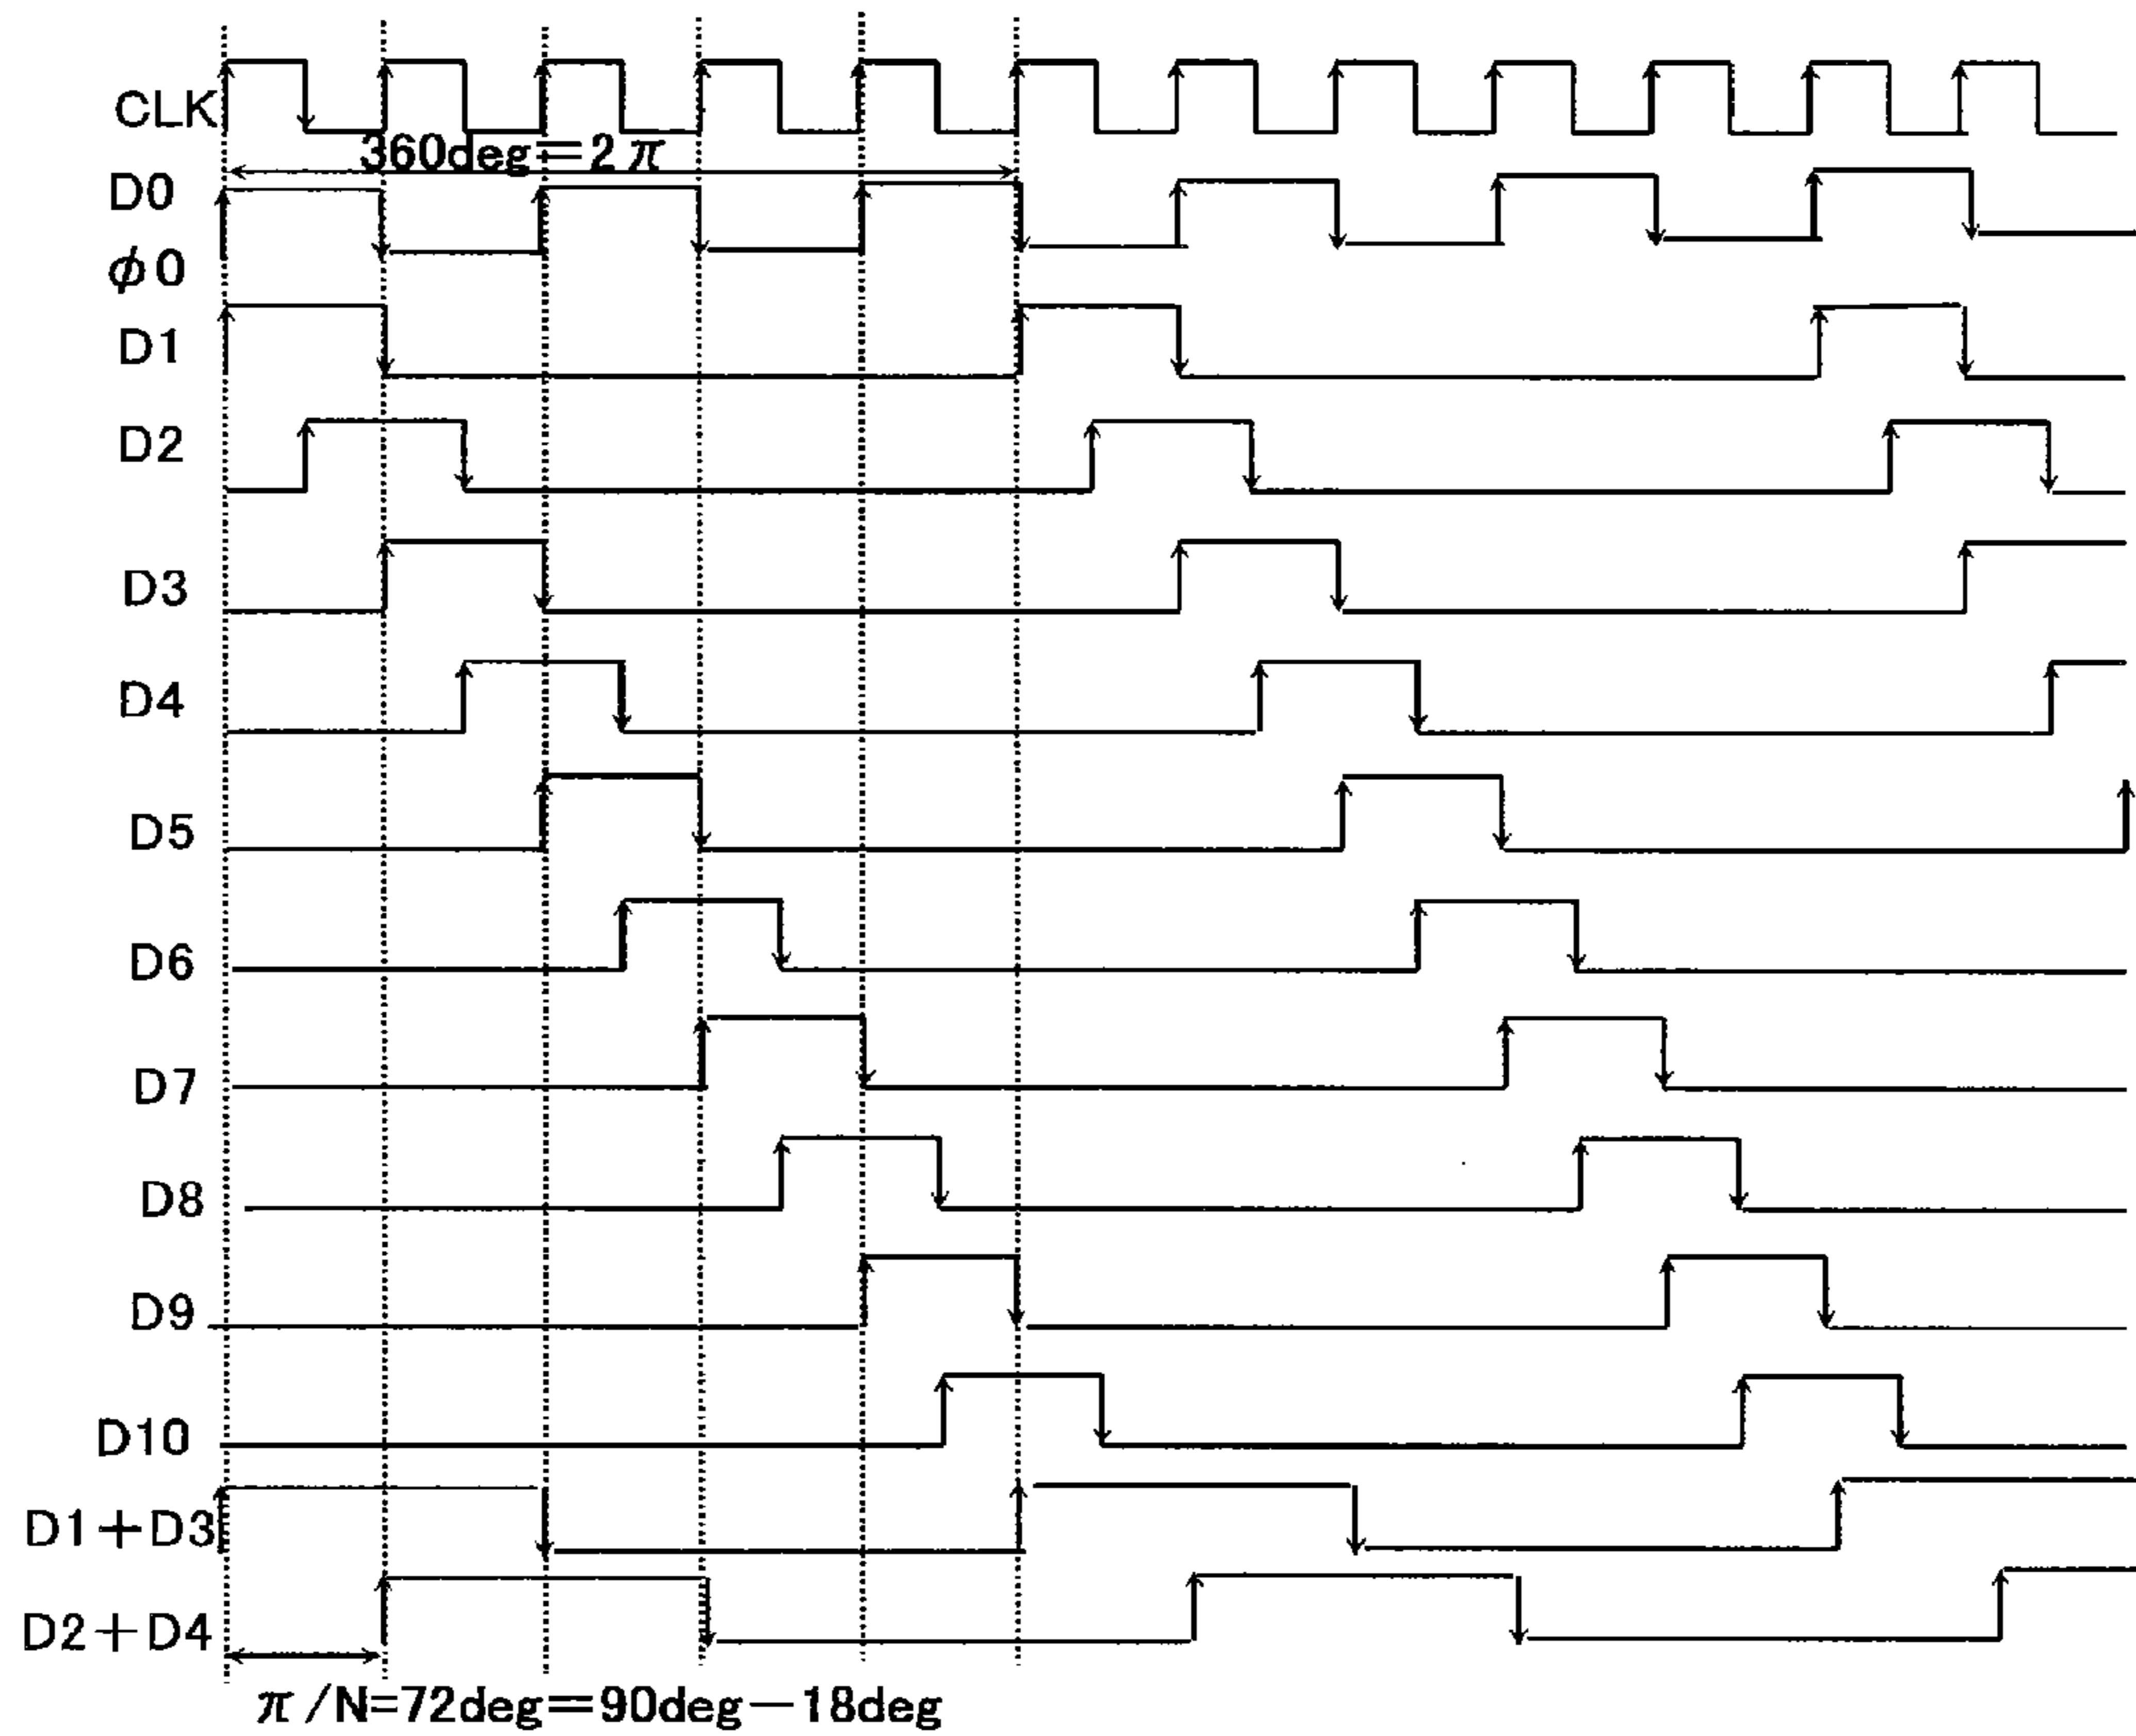 CLK
360deg=2π
D0
φ0
D1
D2
D3
D4
D5
D6
D7
D8
D9
D10
D1+D3
D2+D4
π/N=72deg=90deg-18deg